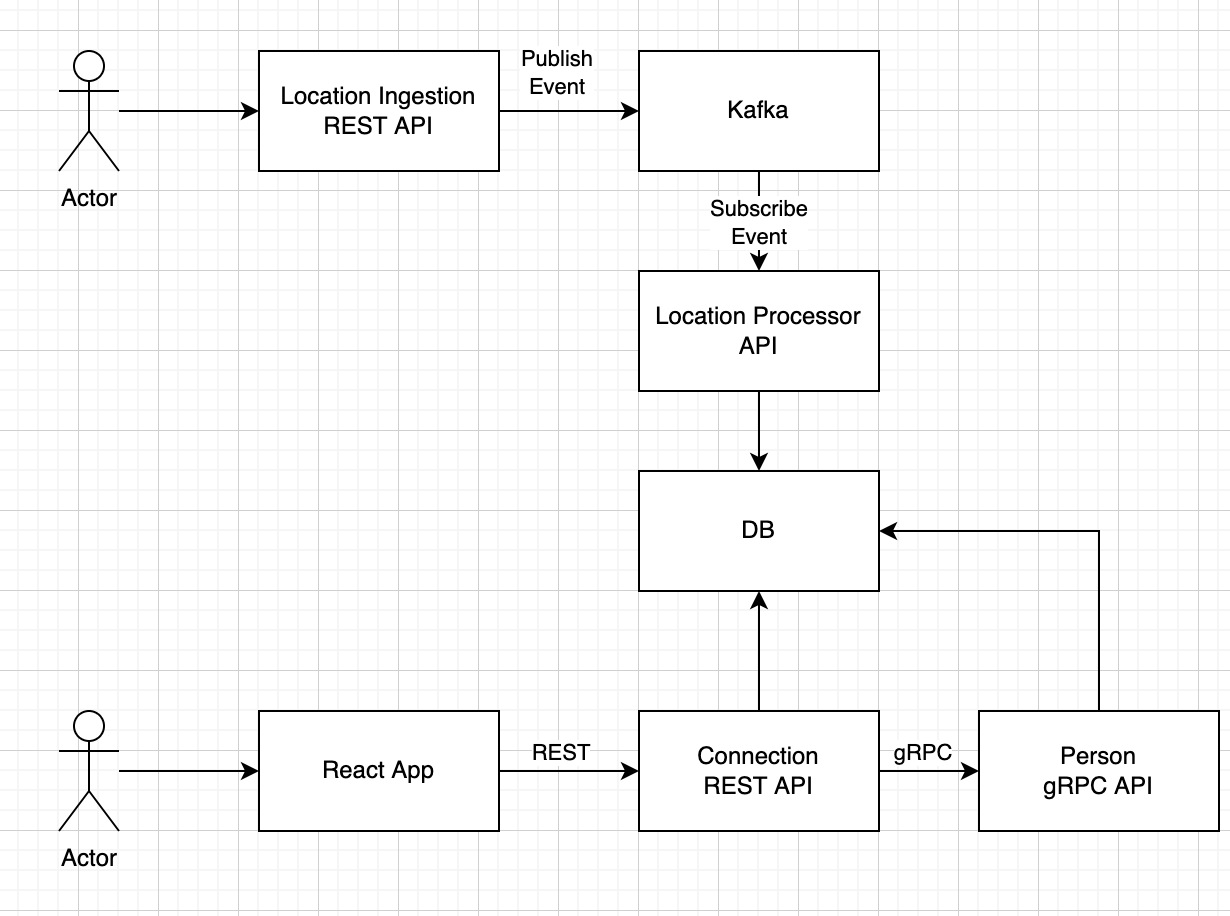 Publish
Event
Location Ingestion
REST API
Kafka
Actor
Subscribe
Event
Location Processor
API
DB
React App
REST
Connection
REST API
gRPC
Person
gRPC API
Actor